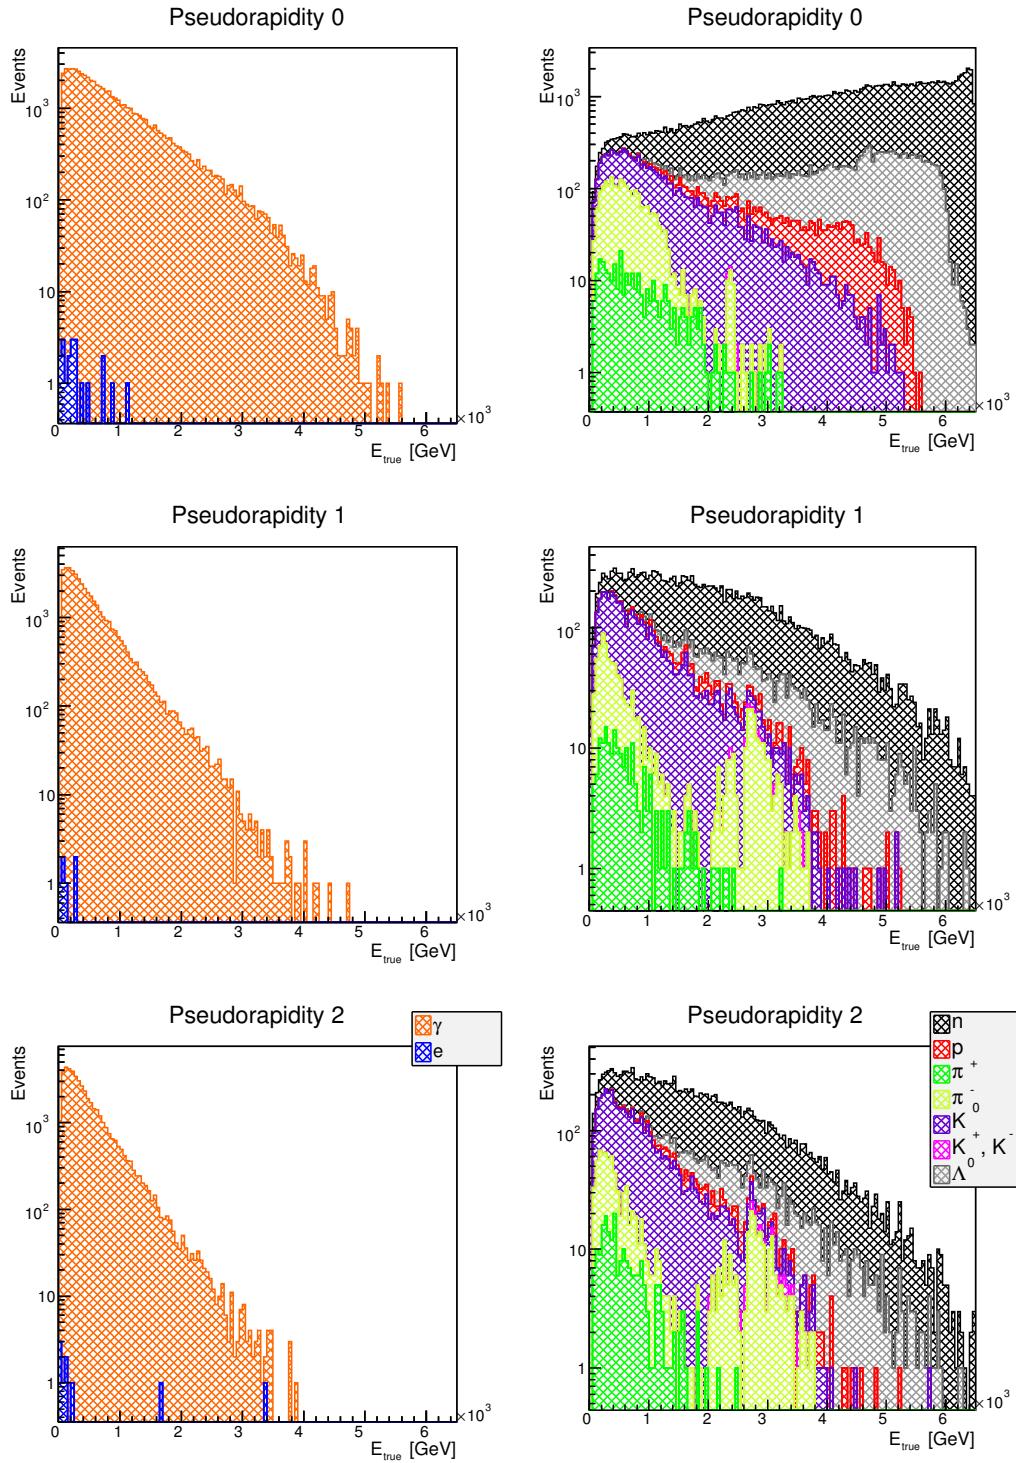 Pseudorapidity 0
Events
10³
10²
10
1
0 1 2 3 4 5 6 ×10³
E_true [GeV]
Pseudorapidity 0
Events
10³
10²
10
1
0 1 2 3 4 5 6 ×10³
E_true [GeV]
Pseudorapidity 1
Events
10³
10²
10
1
0 1 2 3 4 5 6 ×10³
E_true [GeV]
Pseudorapidity 1
Events
10²
10
1
0 1 2 3 4 5 6 ×10³
E_true [GeV]
Pseudorapidity 2
γ
e
Events
10³
10²
10
1
0 1 2 3 4 5 6 ×10³
E_true [GeV]
Pseudorapidity 2
n
p
π⁺
π⁻
K₀
K⁺, K⁻
Λ₀⁰
Events
10²
10
1
0 1 2 3 4 5 6 ×10³
E_true [GeV]